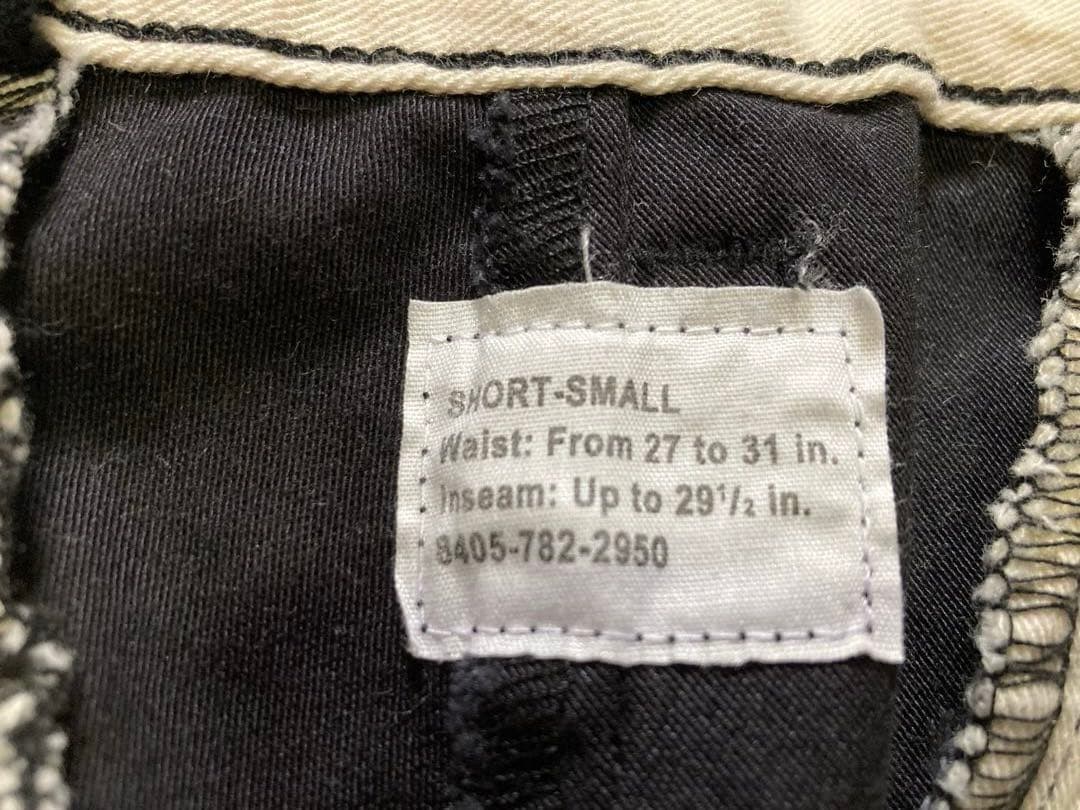 SHORT-SMALL
Waist: From 27 to 31 in.
Inseam: Up to 29¹/₂ in.
8405-782-2950